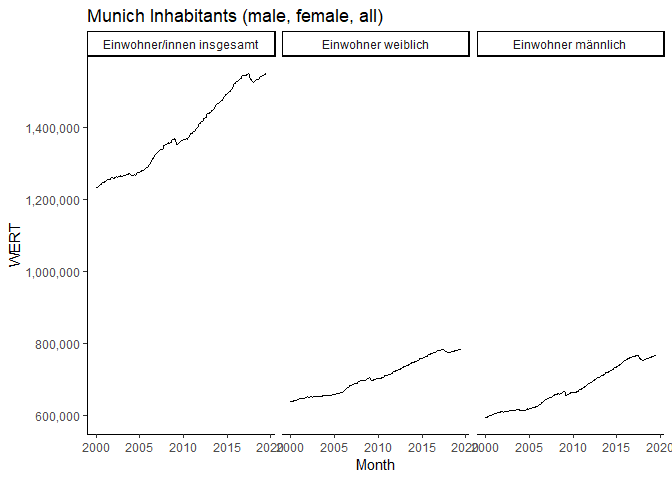 Munich Inhabitants (male, female, all)
Einwohner/innen insgesamt
Einwohner weiblich
Einwohner männlich
WERT
1,400,000
1,200,000
1,000,000
800,000
600,000
2000 2005 2010 2015 2020
2000 2005 2010 2015 2020
2000 2005 2010 2015 2020
Month